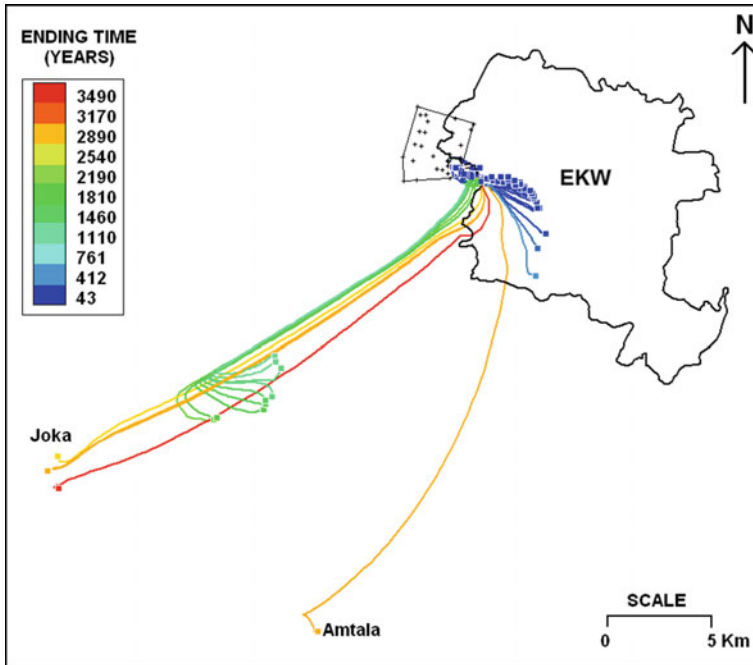 ENDING TIME
(YEARS)
3490
3170
2890
2540
2190
1810
1460
1110
761
412
43
N
EKW
Joka
Amtala
SCALE
0 5 Km